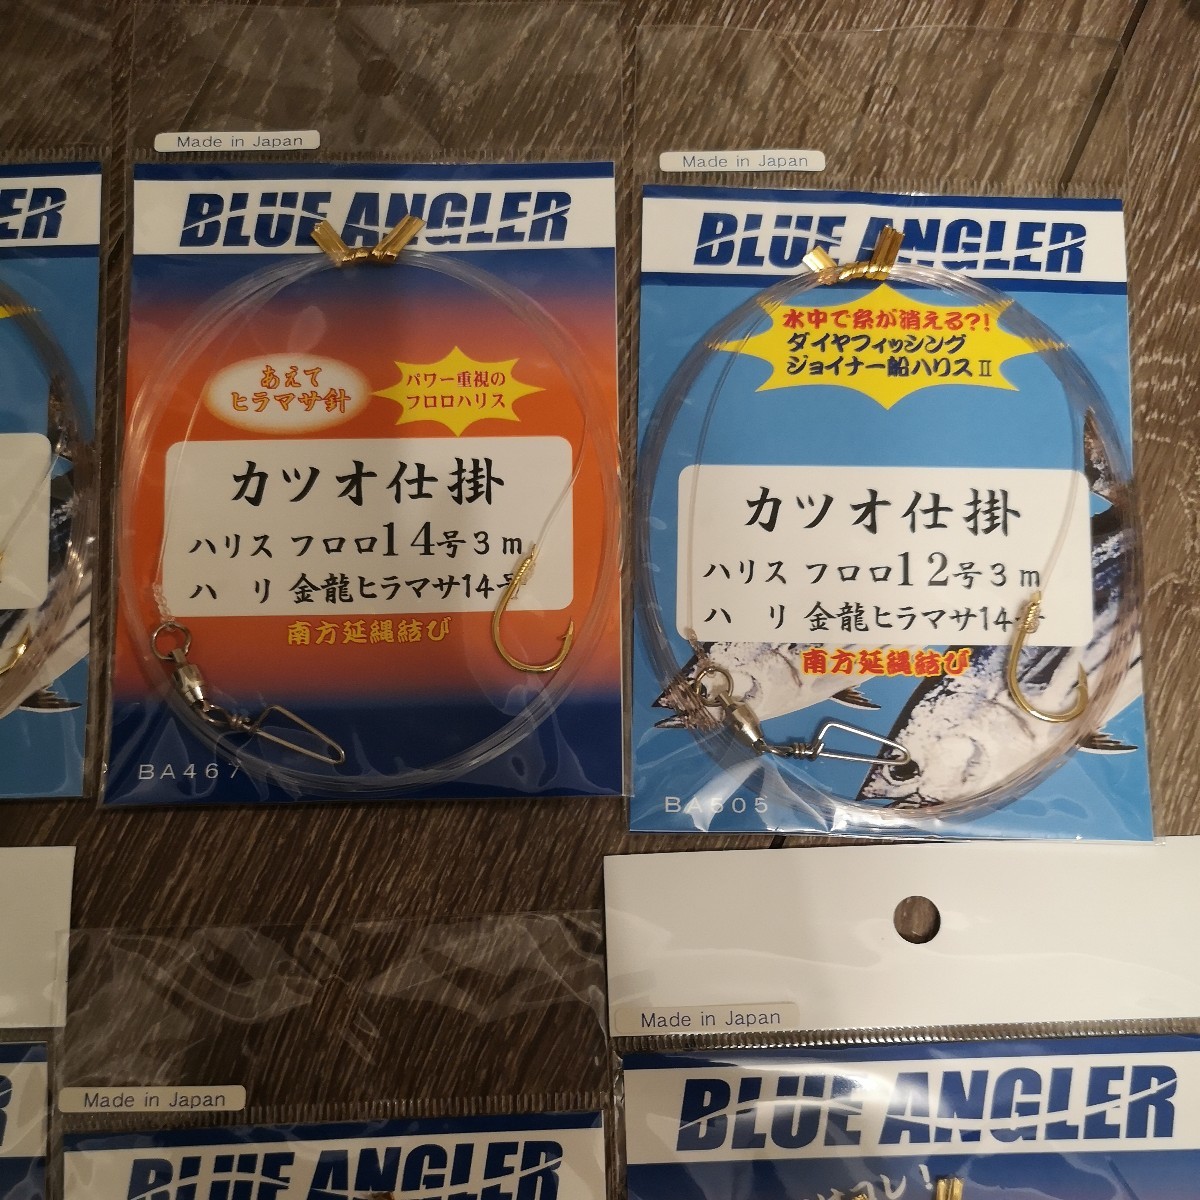 Made in Japan
BLUE ANGLER
あえて
ヒラマサ針
パワー重視の
フロロハリス
カツオ仕掛
ハリス フロロ14号3m
ハリ 金龍ヒラマサ14号
南方延縄結び
BA467
Made in Japan
BLUE ANGLER
水中で糸が消える?!
ダイヤフィッシング
ジョイナー船ハリスⅡ
カツオ仕掛
ハリス フロロ12号3m
ハリ 金龍ヒラマサ14号
南方延縄結び
BA505
Made in Japan
BLUE ANGLER
Made in Japan
BLUE ANGLER
コレ!